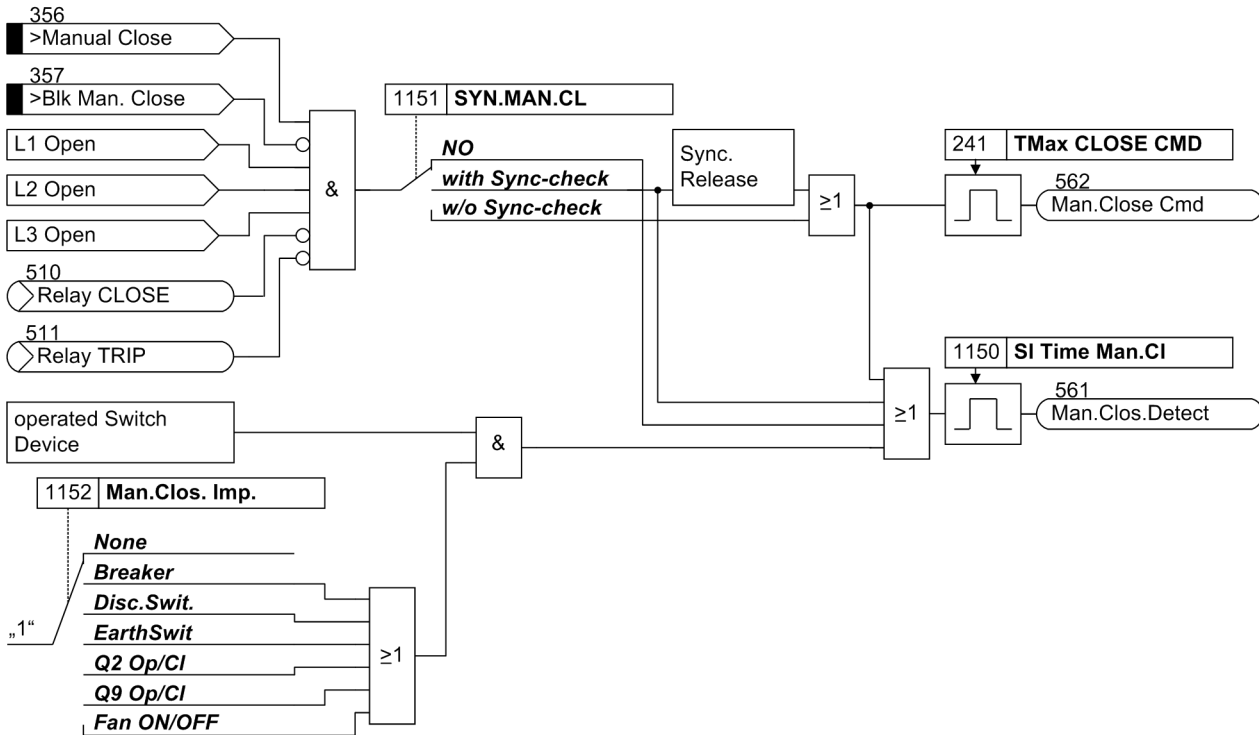 356
>Manual Close
357
>Blk Man. Close
L1 Open
L2 Open
L3 Open
510
Relay CLOSE
511
Relay TRIP
&
1151 SYN.MAN.CL
NO
with Sync-check
w/o Sync-check
Sync.
Release
≥1
241 TMax CLOSE CMD
562
Man.Close Cmd
1150 SI Time Man.Cl
561
Man.Clos.Detect
≥1
operated Switch
Device
&
1152 Man.Clos. Imp.
None
Breaker
Disc.Swit.
EarthSwit
Q2 Op/Cl
Q9 Op/Cl
Fan ON/OFF
„1“
≥1